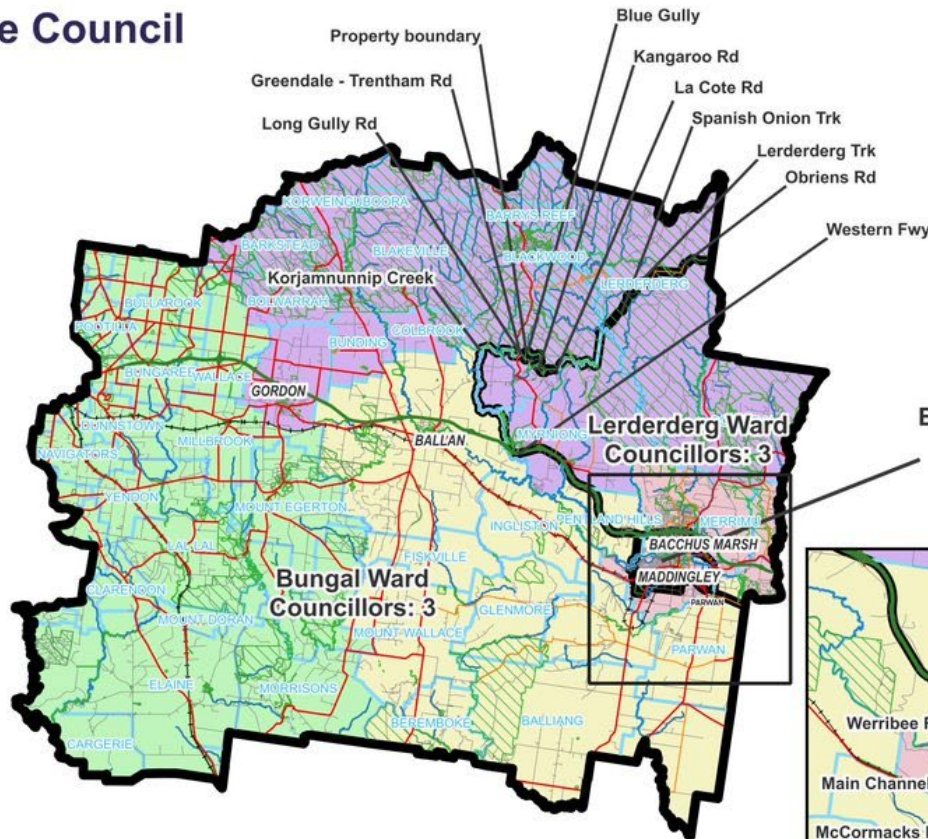 e Council
Blue Gully
Property boundary
Kangaroo Rd
Greendale - Trentham Rd
La Cote Rd
Long Gully Rd
Spanish Onion Trk
Lerderderg Trk
Obriens Rd
Western Fwy
KORWEINGUBOORA
BARRYS REEF
BARKSTEAD
BLAKEVILLE
BLACKWOOD
Korjamnunnip Creek
LERDERDERG
BULLAROOK
BOLWARRAH
COLBROOK
POOTILLA
BUNDING
BUNGAREE
WALLACE
GORDON
DUNNSTOWN
MILLBROOK
BALLAN
MYRNIONG
Lerderderg Ward
Councillors: 3
NAVIGATORS
YENDON
MOUNT EGERTON
INGLISTON
PENTLAND HILLS
MERRIMU
BACCHUS MARSH
LAL LAL
FISKVILLE
MADDINGLEY
Bungal Ward
Councillors: 3
CLARENDON
GLENMORE
PARWAN
MOUNT DORAN
MOUNT WALLACE
PARWAN
ELAINE
MORRISONS
BEREMBOKE
BALLIANG
CARGERIE
Werribee
Main Channel
McCormacks